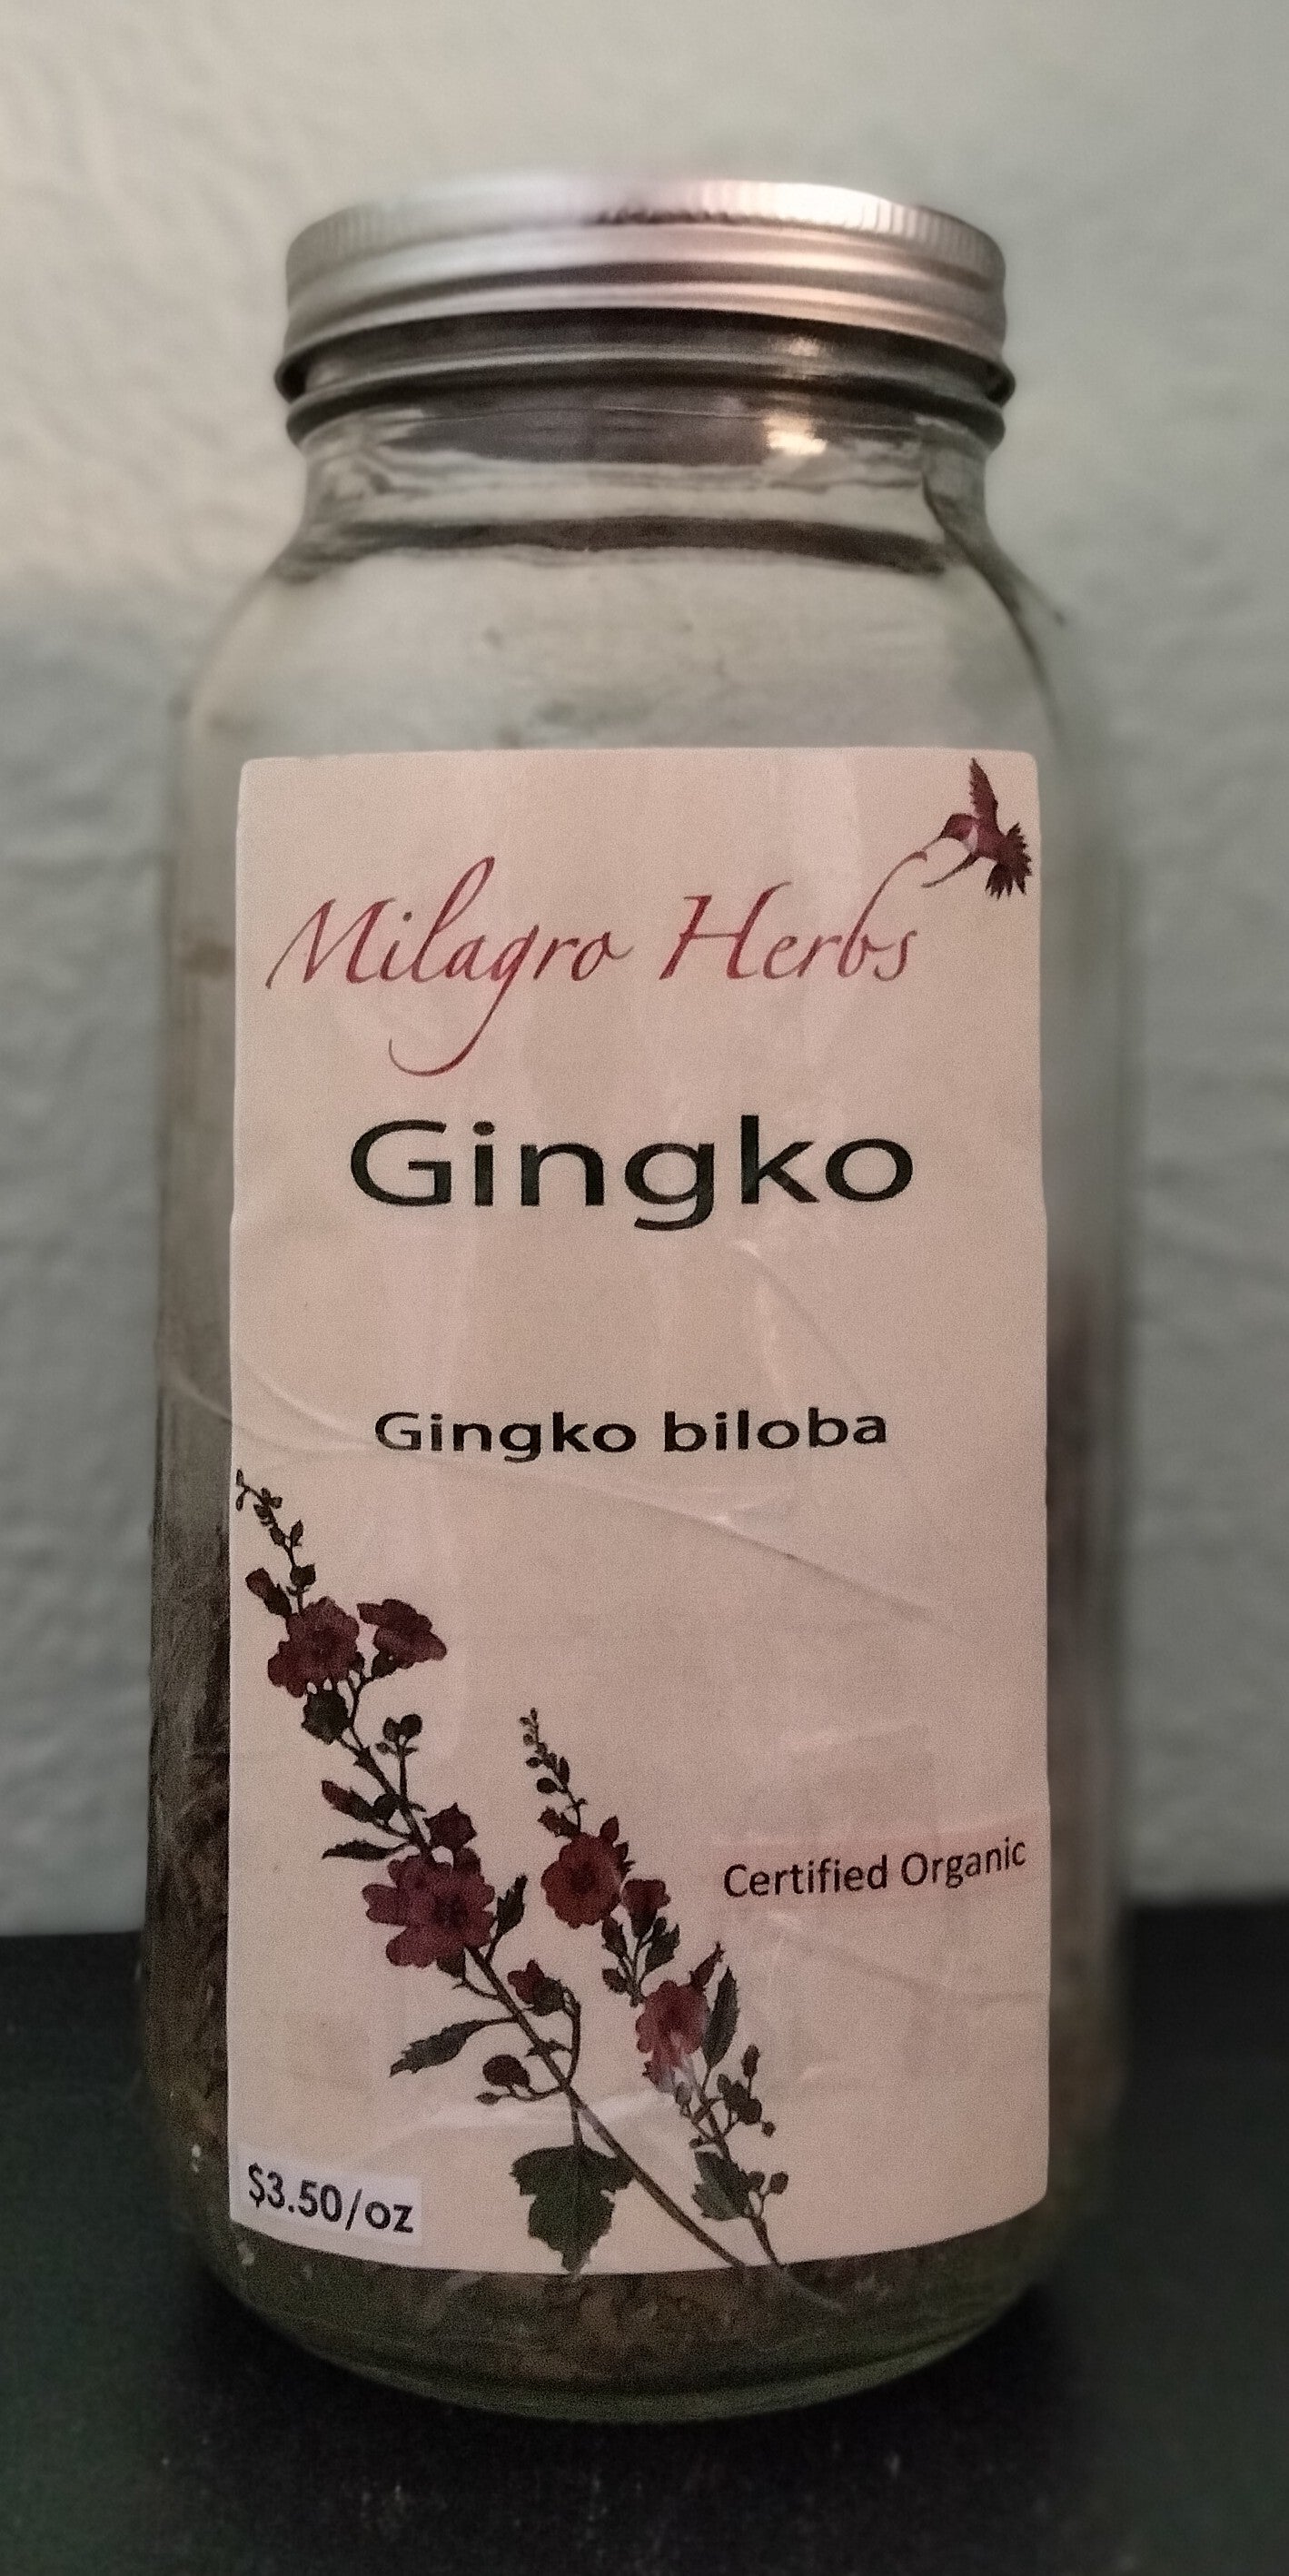 Milagro Herbs
Gingko
Gingko biloba
Certified Organic
$3.50/oz